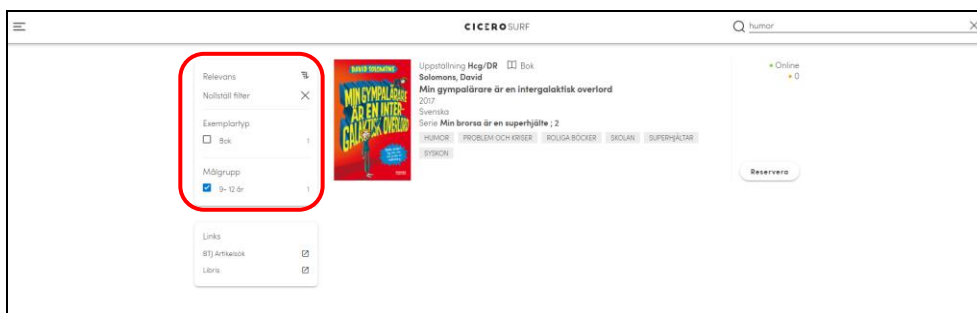 CICEROSURF
humor
Relevans
Nollställ filter
Exemplartyp
Bok 1
Målgrupp
9- 12 år 1
Links
BTJ Artikelsök
Libris
DAVID SOLOMONS
MIN GYMPALÄRARE
ÄR EN INTER-
GALAKTISK OVERLORD
Uppställning Hcg/DR Bok
Solomons, David
Min gympalärare är en intergalaktisk overlord
2017
Svenska
Serie Min brorsa är en superhjälte ; 2
HUMOR PROBLEM OCH KRISER ROLIGA BÖCKER SKOLAN SUPERHJÄLTAR
SYSKON
Online
0
Reservera